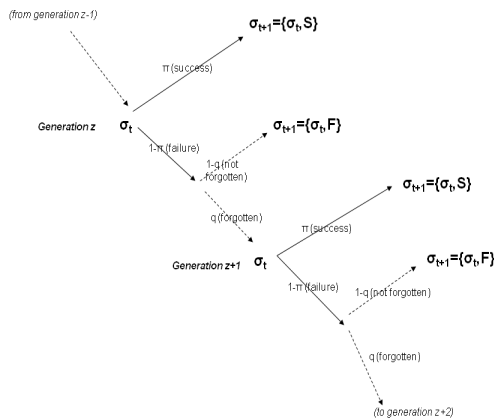 (from generation z-1)
σt+1={σt,S}
π (success)
Generation z
σt
σt+1={σt,F}
1-π (failure)
1-q (not
forgotten)
q (forgotten)
σt+1={σt,S}
π (success)
Generation z+1
σt
σt+1={σt,F}
1-π (failure)
1-q (not forgotten)
q (forgotten)
(to generation z+2)